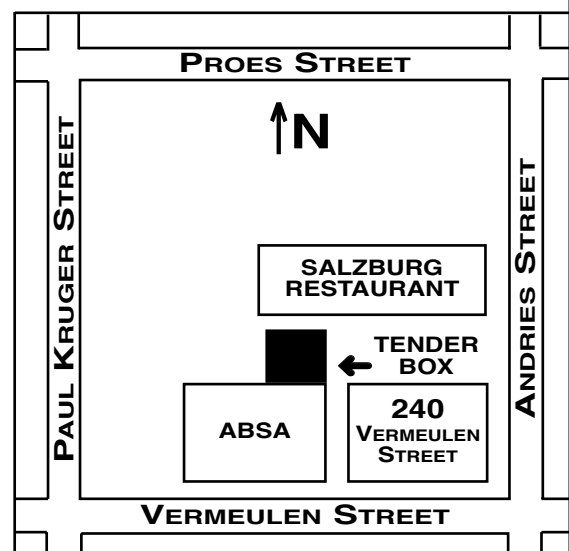 PROES STREET
N
PAUL KRUGER STREET
ANDRIES STREET
SALZBURG
RESTAURANT
TENDER
BOX
ABSA
240
VERMEULEN
STREET
VERMEULEN STREET